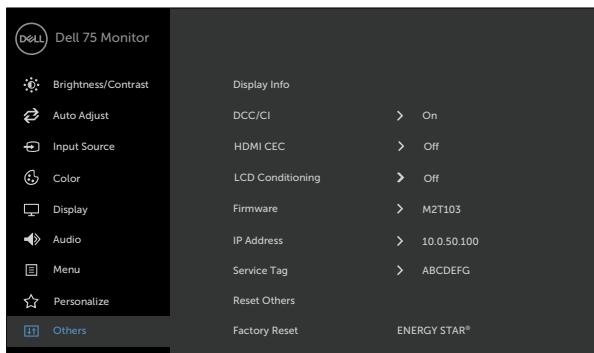 DELL
Dell 75 Monitor
Brightness/Contrast
Auto Adjust
Input Source
Color
Display
Audio
Menu
Personalize
Others
Display Info
DCC/CI > On
HDMI CEC > Off
LCD Conditioning > Off
Firmware > M2T103
IP Address > 10.0.50.100
Service Tag > ABCDEFG
Reset Others
Factory Reset ENERGY STAR®